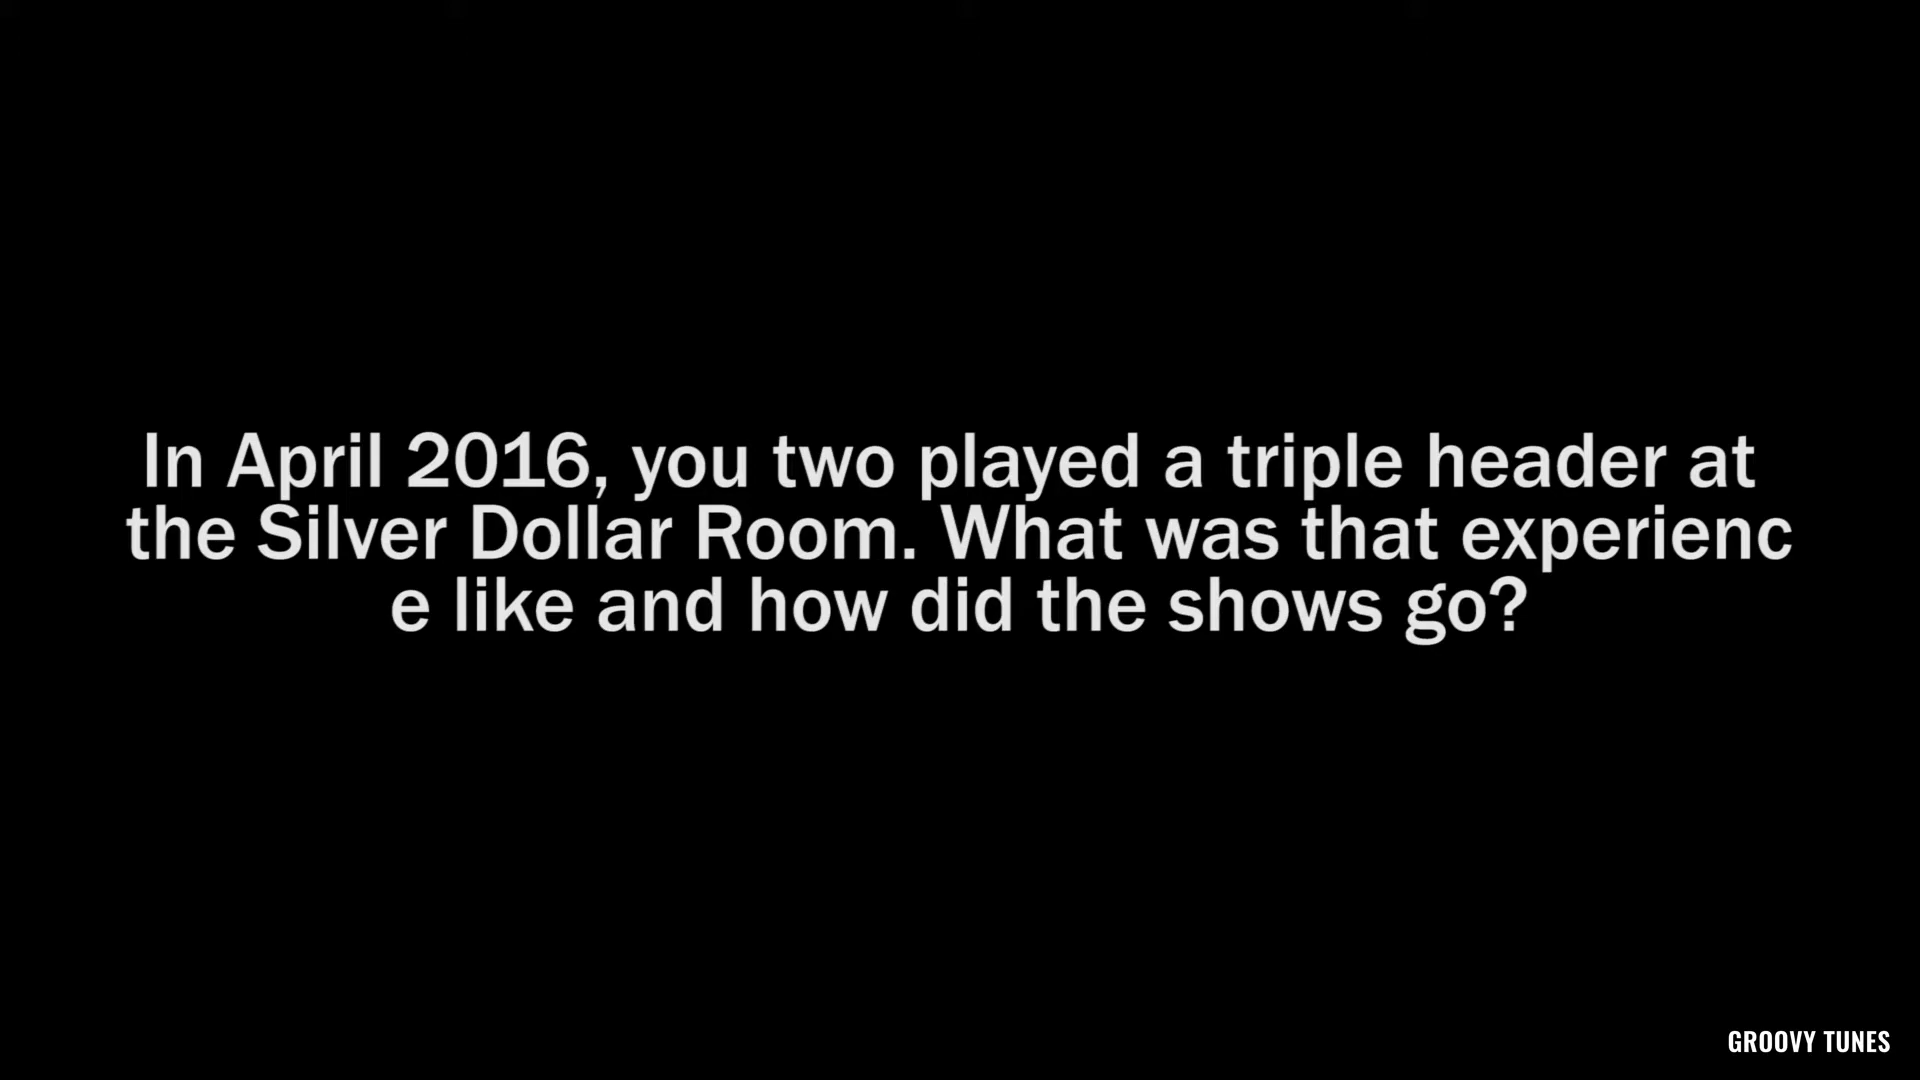 In April 2016, you two played a triple header at
the Silver Dollar Room. What was that experienc
e like and how did the shows go?
GROOVY TUNES